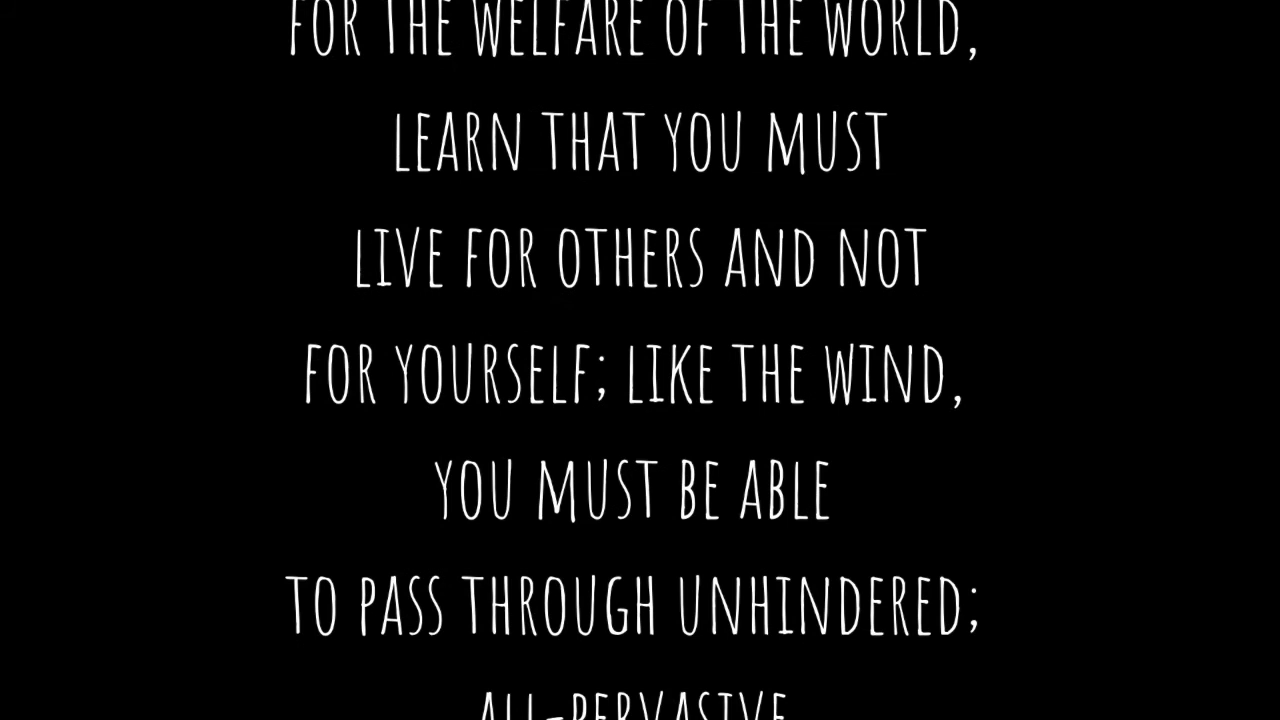 FOR THE WELFARE OF THE WORLD,
LEARN THAT YOU MUST
LIVE FOR OTHERS AND NOT
FOR YOURSELF; LIKE THE WIND,
YOU MUST BE ABLE
TO PASS THROUGH UNHINDERED;
ALL-PERVASIVE